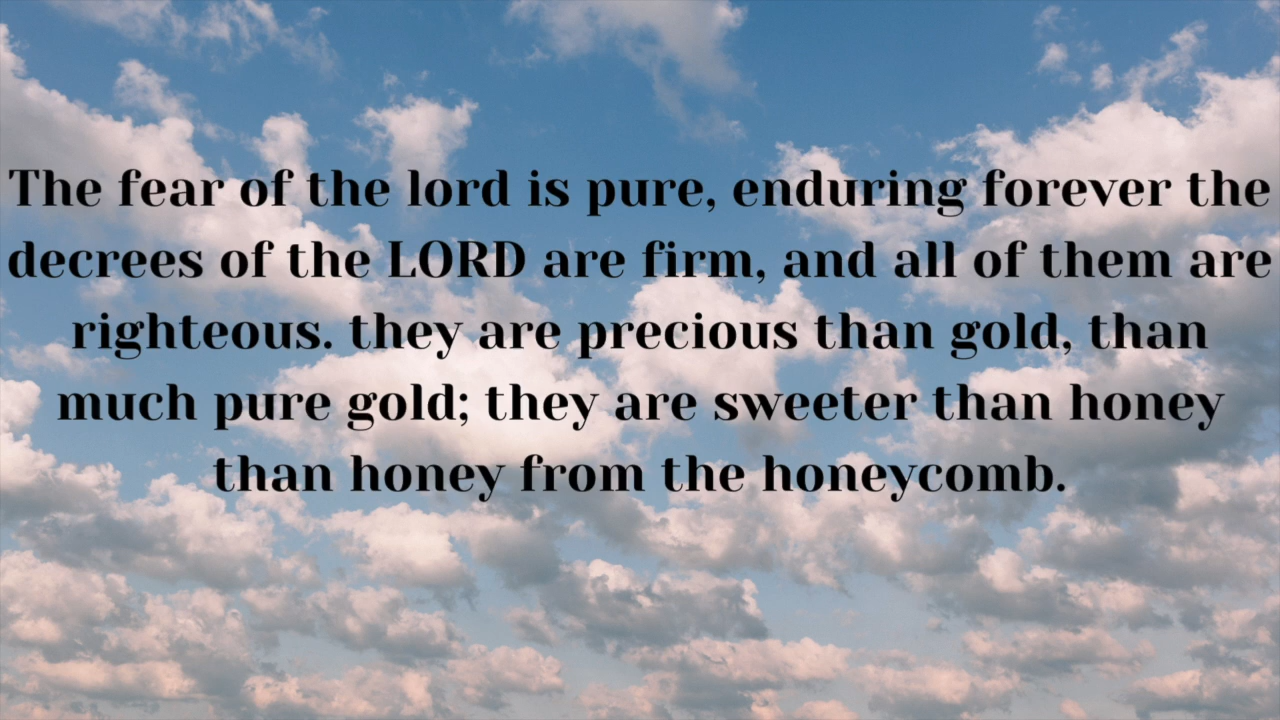 The fear of the lord is pure, enduring forever the
decrees of the LORD are firm, and all of them are
righteous. they are precious than gold, than
much pure gold; they are sweeter than honey
than honey from the honeycomb.